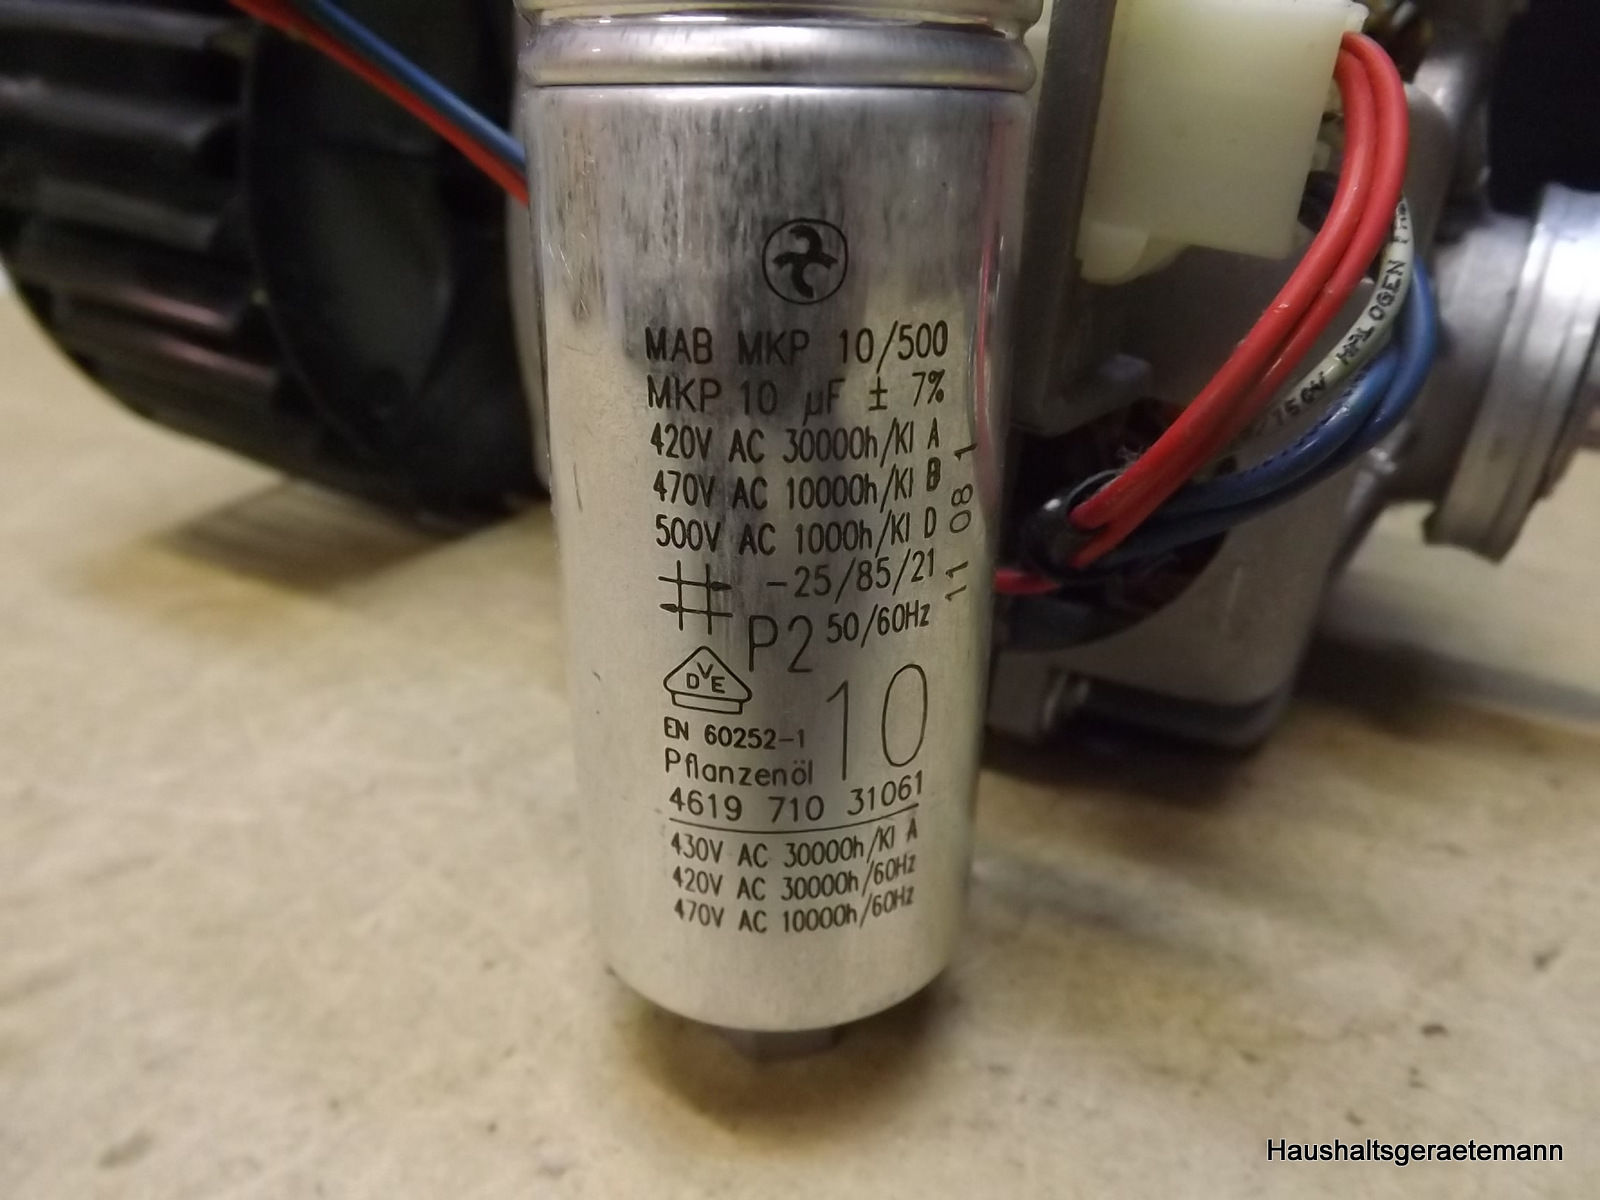 MAB MKP 10/500
MKP 10 µF ± 7%
420V AC 30000h/Kl A
470V AC 10000h/Kl B
500V AC 1000h/Kl D
-25/85/21
P2 50/60Hz
DVE
10
EN 60252-1
Pflanzenöl
4619 710 31061
430V AC 30000h/Kl A
420V AC 30000h/60Hz
470V AC 10000h/60Hz
11 08 1
Haushaltsgeraetemann